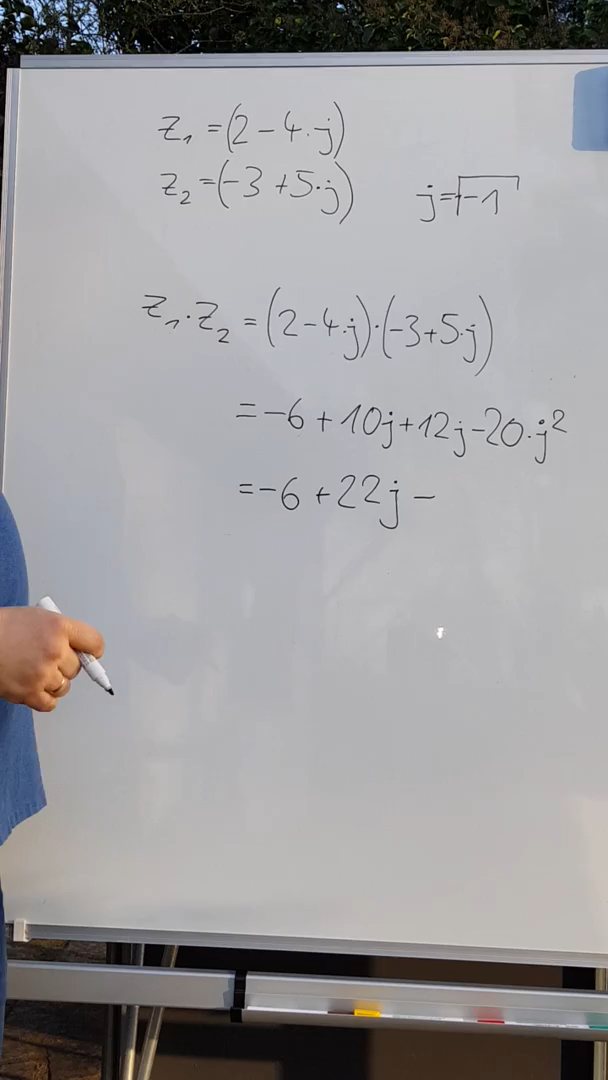 z₁ = (2 − 4·j)
z₂ = (−3 + 5·j) j = √−1
z₁·z₂ = (2 − 4·j)·(−3 + 5·j)
= −6 + 10j + 12j − 20·j²
= −6 + 22j −